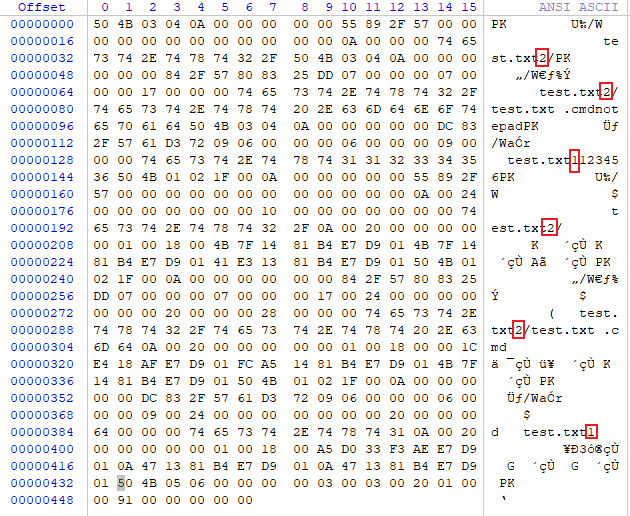 Offset 0 1 2 3 4 5 6 7 8 9 10 11 12 13 14 15 ANSI ASCII
00000000 50 4B 03 04 0A 00 00 00 00 00 55 89 2F 57 00 00 PK U‰/W
00000016 00 00 00 00 00 00 00 00 00 00 0A 00 00 00 74 65 te
00000032 73 74 2E 74 78 74 32 2F 50 4B 03 04 0A 00 00 00 st.txt2/PK
00000048 00 00 84 2F 57 80 83 25 DD 07 00 00 00 07 00 „/W€ƒ%Ý
00000064 00 00 17 00 00 00 74 65 73 74 2E 74 78 74 32 2F test.txt2/
00000080 74 65 73 74 2E 74 78 74 20 2E 63 6D 64 6E 6F 74 test.txt .cmdnot
00000096 65 70 61 64 50 4B 03 04 0A 00 00 00 00 00 DC 83 epadPK Üƒ
00000112 2F 57 61 D3 72 09 06 00 00 00 06 00 00 00 09 00 /WaÓr
00000128 00 00 74 65 73 74 2E 74 78 74 31 31 32 33 34 35 test.txt112345
00000144 36 50 4B 01 02 1F 00 0A 00 00 00 00 00 55 89 2F 6PK U‰/
00000160 57 00 00 00 00 00 00 00 00 00 00 00 00 0A 00 24 W $
00000176 00 00 00 00 00 00 00 10 00 00 00 00 00 00 00 74 t
00000192 65 73 74 2E 74 78 74 32 2F 0A 00 20 00 00 00 00 est.txt2/
00000208 00 01 00 18 00 4B 7F 14 81 B4 E7 D9 01 4B 7F 14 K ´çÙ K
00000224 81 B4 E7 D9 01 41 E3 13 81 B4 E7 D9 01 50 4B 01 ´çÙ Aã ´çÙ PK
00000240 02 1F 00 0A 00 00 00 00 00 84 2F 57 80 83 25 „/W€ƒ%
00000256 DD 07 00 00 00 07 00 00 00 17 00 24 00 00 00 00 Ý $
00000272 00 00 00 20 00 00 00 28 00 00 00 74 65 73 74 2E ( test.
00000288 74 78 74 32 2F 74 65 73 74 2E 74 78 74 20 2E 63 txt2/test.txt .c
00000304 6D 64 0A 00 20 00 00 00 00 00 01 00 18 00 00 1C md
00000320 E4 18 AF E7 D9 01 FC A5 14 81 B4 E7 D9 01 4B 7F ä ¯çÙ ü¥ ´çÙ K
00000336 14 81 B4 E7 D9 01 50 4B 01 02 1F 00 0A 00 00 00 ´çÙ PK
00000352 00 00 DC 83 2F 57 61 D3 72 09 06 00 00 00 06 00 Üƒ/WaÓr
00000368 00 00 09 00 24 00 00 00 00 00 00 00 20 00 00 00 $
00000384 64 00 00 00 74 65 73 74 2E 74 78 74 31 0A 00 20 d test.txt1
00000400 00 00 00 00 00 01 00 18 00 A5 D0 33 F3 AE E7 D9 ¥Ð3ó®çÙ
00000416 01 0A 47 13 81 B4 E7 D9 01 0A 47 13 81 B4 E7 D9 G ´çÙ G ´çÙ
00000432 01 50 4B 05 06 00 00 00 00 03 00 03 00 20 01 00 PK
00000448 00 91 00 00 00 00 00 ‘